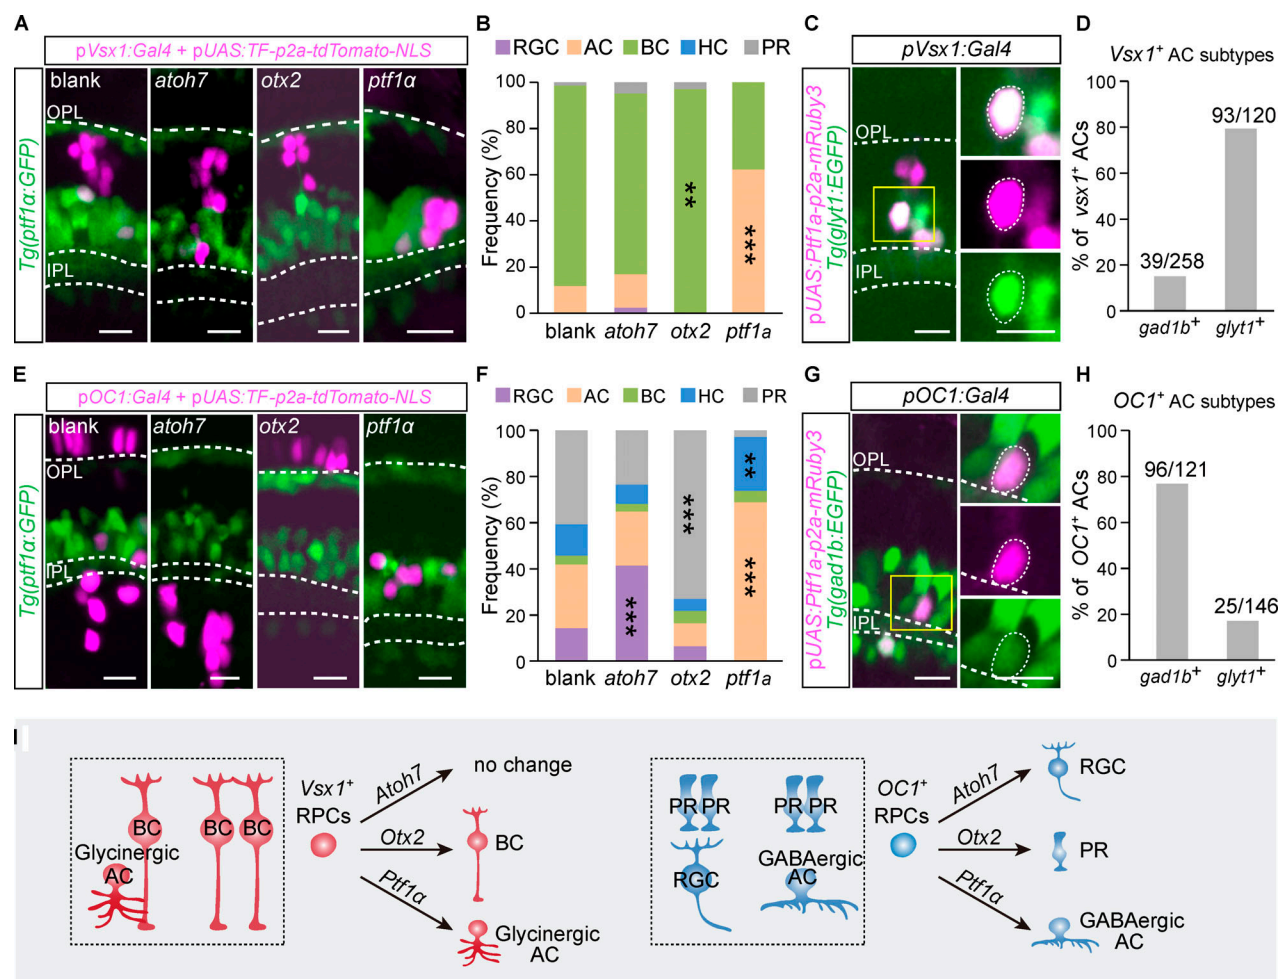 A
pVsx1:Gal4 + pUAS:TF-p2a-tdTomato-NLS
Tg(ptf1α:GFP)
blank
atoh7
otx2
ptf1α
OPL
IPL
B
RGC AC BC HC PR
Frequency (%)
100
80
60
40
20
0
**
***
blank atoh7 otx2 ptf1a
C
pVsx1:Gal4
pUAS:Ptf1a-p2a-mRuby3
Tg(glyt1:EGFP)
OPL
IPL
D
Vsx1+ AC subtypes
% of vsx1+ ACs
100
80
60
40
20
0
39/258
93/120
gad1b+ glyt1+
E
pOC1:Gal4 + pUAS:TF-p2a-tdTomato-NLS
Tg(ptf1α:GFP)
blank
atoh7
otx2
ptf1α
OPL
IPL
F
RGC AC BC HC PR
Frequency (%)
100
80
60
40
20
0
***
***
**
***
blank atoh7 otx2 ptf1a
G
pOC1:Gal4
pUAS:Ptf1a-p2a-mRuby3
Tg(gad1b:EGFP)
OPL
IPL
H
OC1+ AC subtypes
% of OC1+ ACs
100
80
60
40
20
0
96/121
25/146
gad1b+ glyt1+
I
BC
BC BC
Glycinergic
AC
Vsx1+
RPCs
Atoh7
no change
Otx2
BC
Ptf1α
Glycinergic
AC
PR PR
PR PR
RGC
GABAergic
AC
OC1+
RPCs
Atoh7
RGC
Otx2
PR
Ptf1α
GABAergic
AC